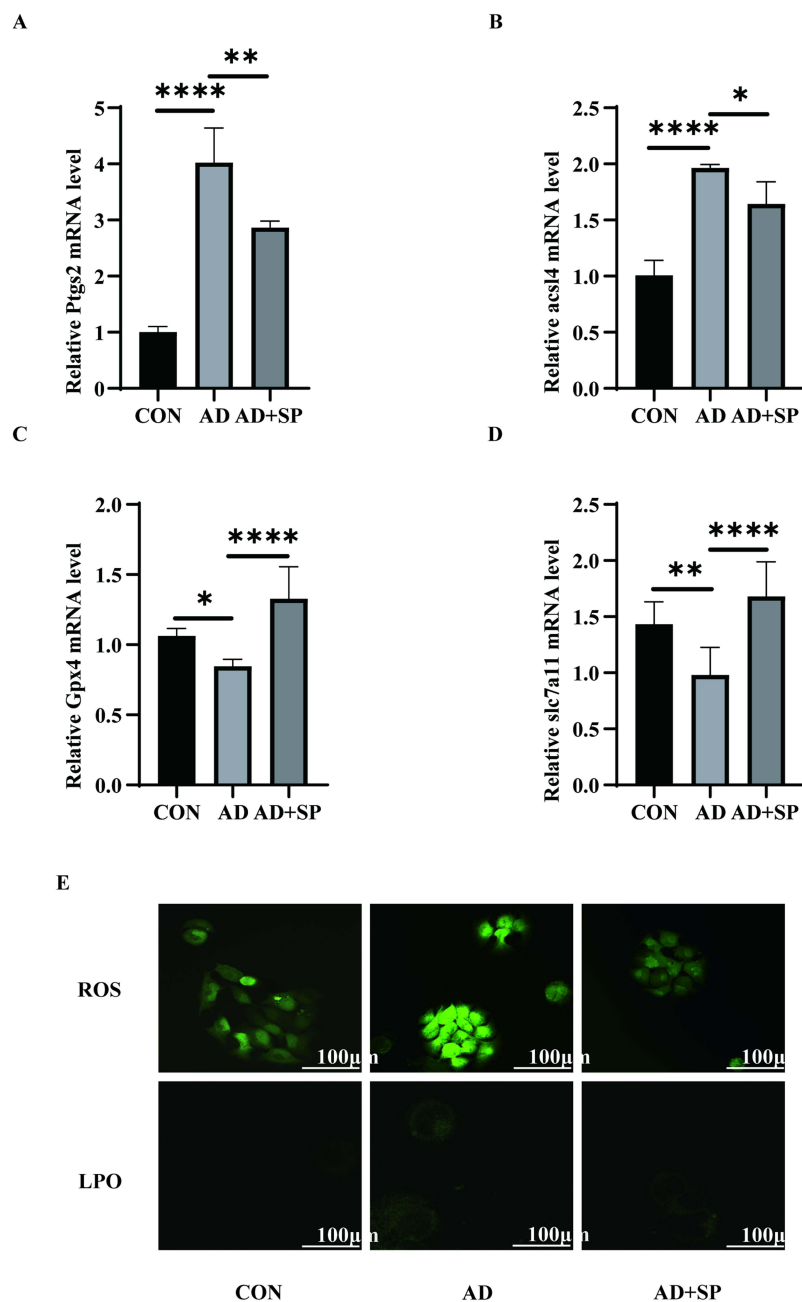 A
Relative Ptgs2 mRNA level
5
4
3
2
1
0
****
**
CON AD AD+SP
B
Relative acsl4 mRNA level
2.5
2.0
1.5
1.0
0.5
0.0
****
*
CON AD AD+SP
C
Relative Gpx4 mRNA level
2.0
1.5
1.0
0.5
0.0
*
****
CON AD AD+SP
D
Relative slc7a11 mRNA level
2.5
2.0
1.5
1.0
0.5
0.0
**
****
CON AD AD+SP
E
ROS
100μm 100μm 100μm
LPO
100μm 100μm 100μm
CON AD AD+SP